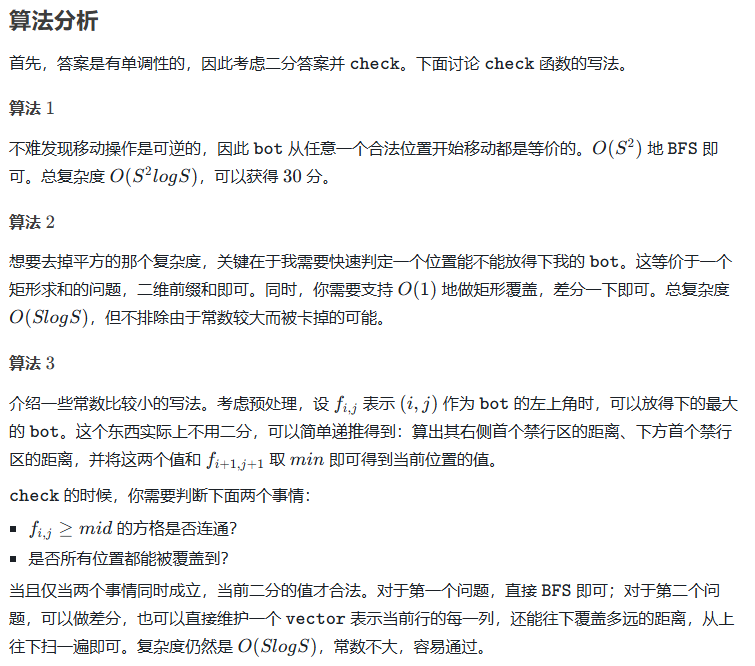 算法分析
首先，答案是有单调性的，因此考虑二分答案并 check。下面讨论 check 函数的写法。
算法 1
不难发现移动操作是可逆的，因此 bot 从任意一个合法位置开始移动都是等价的。O(S²) 地 BFS 即
可。总复杂度 O(S²logS)，可以获得 30 分。
算法 2
想要去掉平方的那个复杂度，关键在于我需要快速判定一个位置能不能放得下我的 bot。这等价于一个
矩形求和的问题，二维前缀和即可。同时，你需要支持 O(1) 地做矩形覆盖，差分一下即可。总复杂度
O(SlogS)，但不排除由于常数较大而被卡掉的可能。
算法 3
介绍一些常数比较小的写法。考虑预处理，设 f_{i,j} 表示 (i, j) 作为 bot 的左上角时，可以放得下的最大
的 bot。这个东西实际上不用二分，可以简单递推得到：算出其右侧首个禁行区的距离、下方首个禁行
区的距离，并将这两个值和 f_{i+1,j+1} 取 min 即可得到当前位置的值。
check 的时候，你需要判断下面两个事情：
▪ f_{i,j} ≥ mid 的方格是否连通？
▪ 是否所有位置都能被覆盖到？
当且仅当两个事情同时成立，当前二分的值才合法。对于第一个问题，直接 BFS 即可；对于第二个问
题，可以做差分，也可以直接维护一个 vector 表示当前行的每一列，还能往下覆盖多远的距离，从上
往下扫一遍即可。复杂度仍然是 O(SlogS)，常数不大，容易通过。